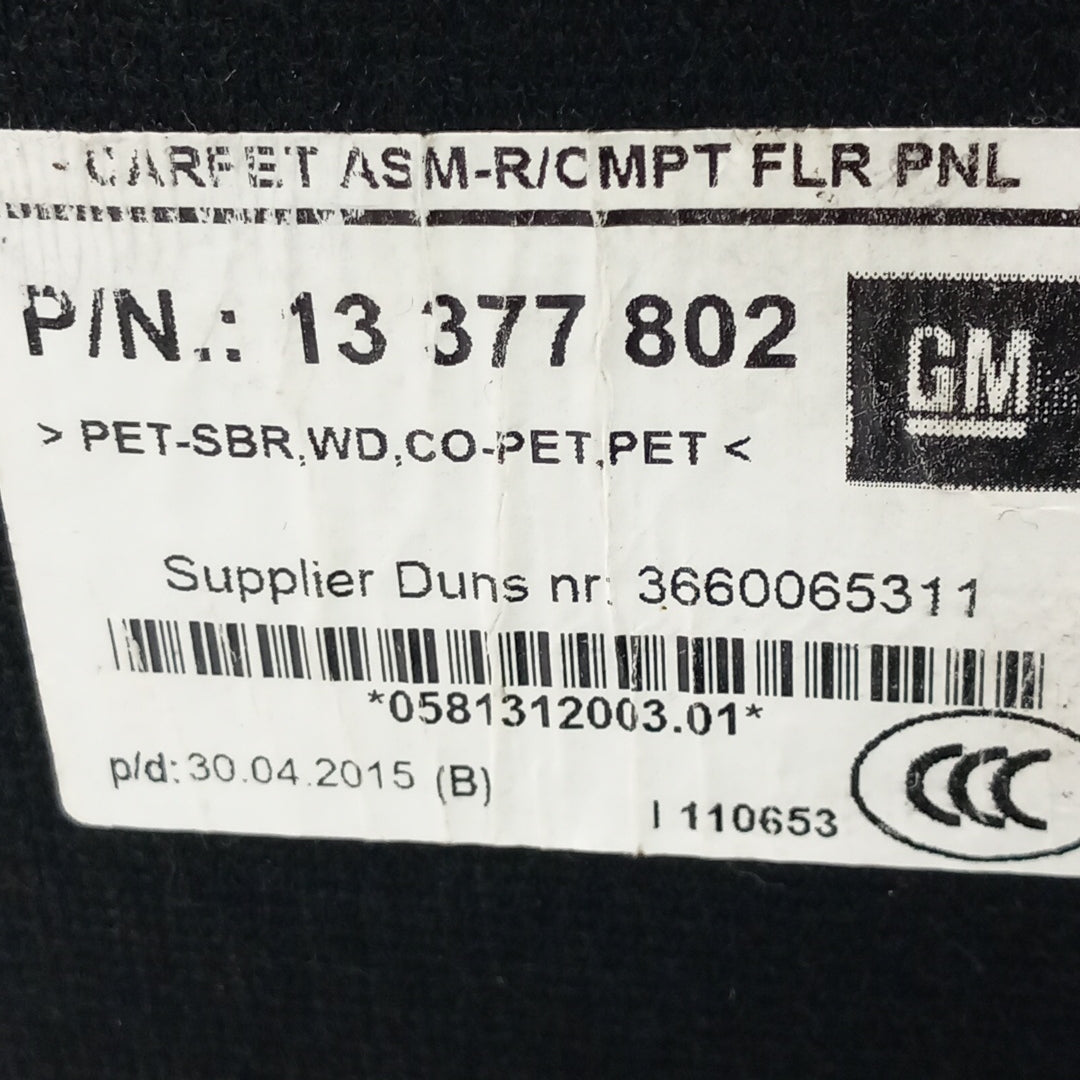 - CARPET ASM-R/CMPT FLR PNL
P/N.: 13 377 802
GM
> PET-SBR,WD,CO-PET,PET <
Supplier Duns nr: 3660065311
*0581312003.01*
p/d: 30.04.2015 (B)
I 110653
CCC